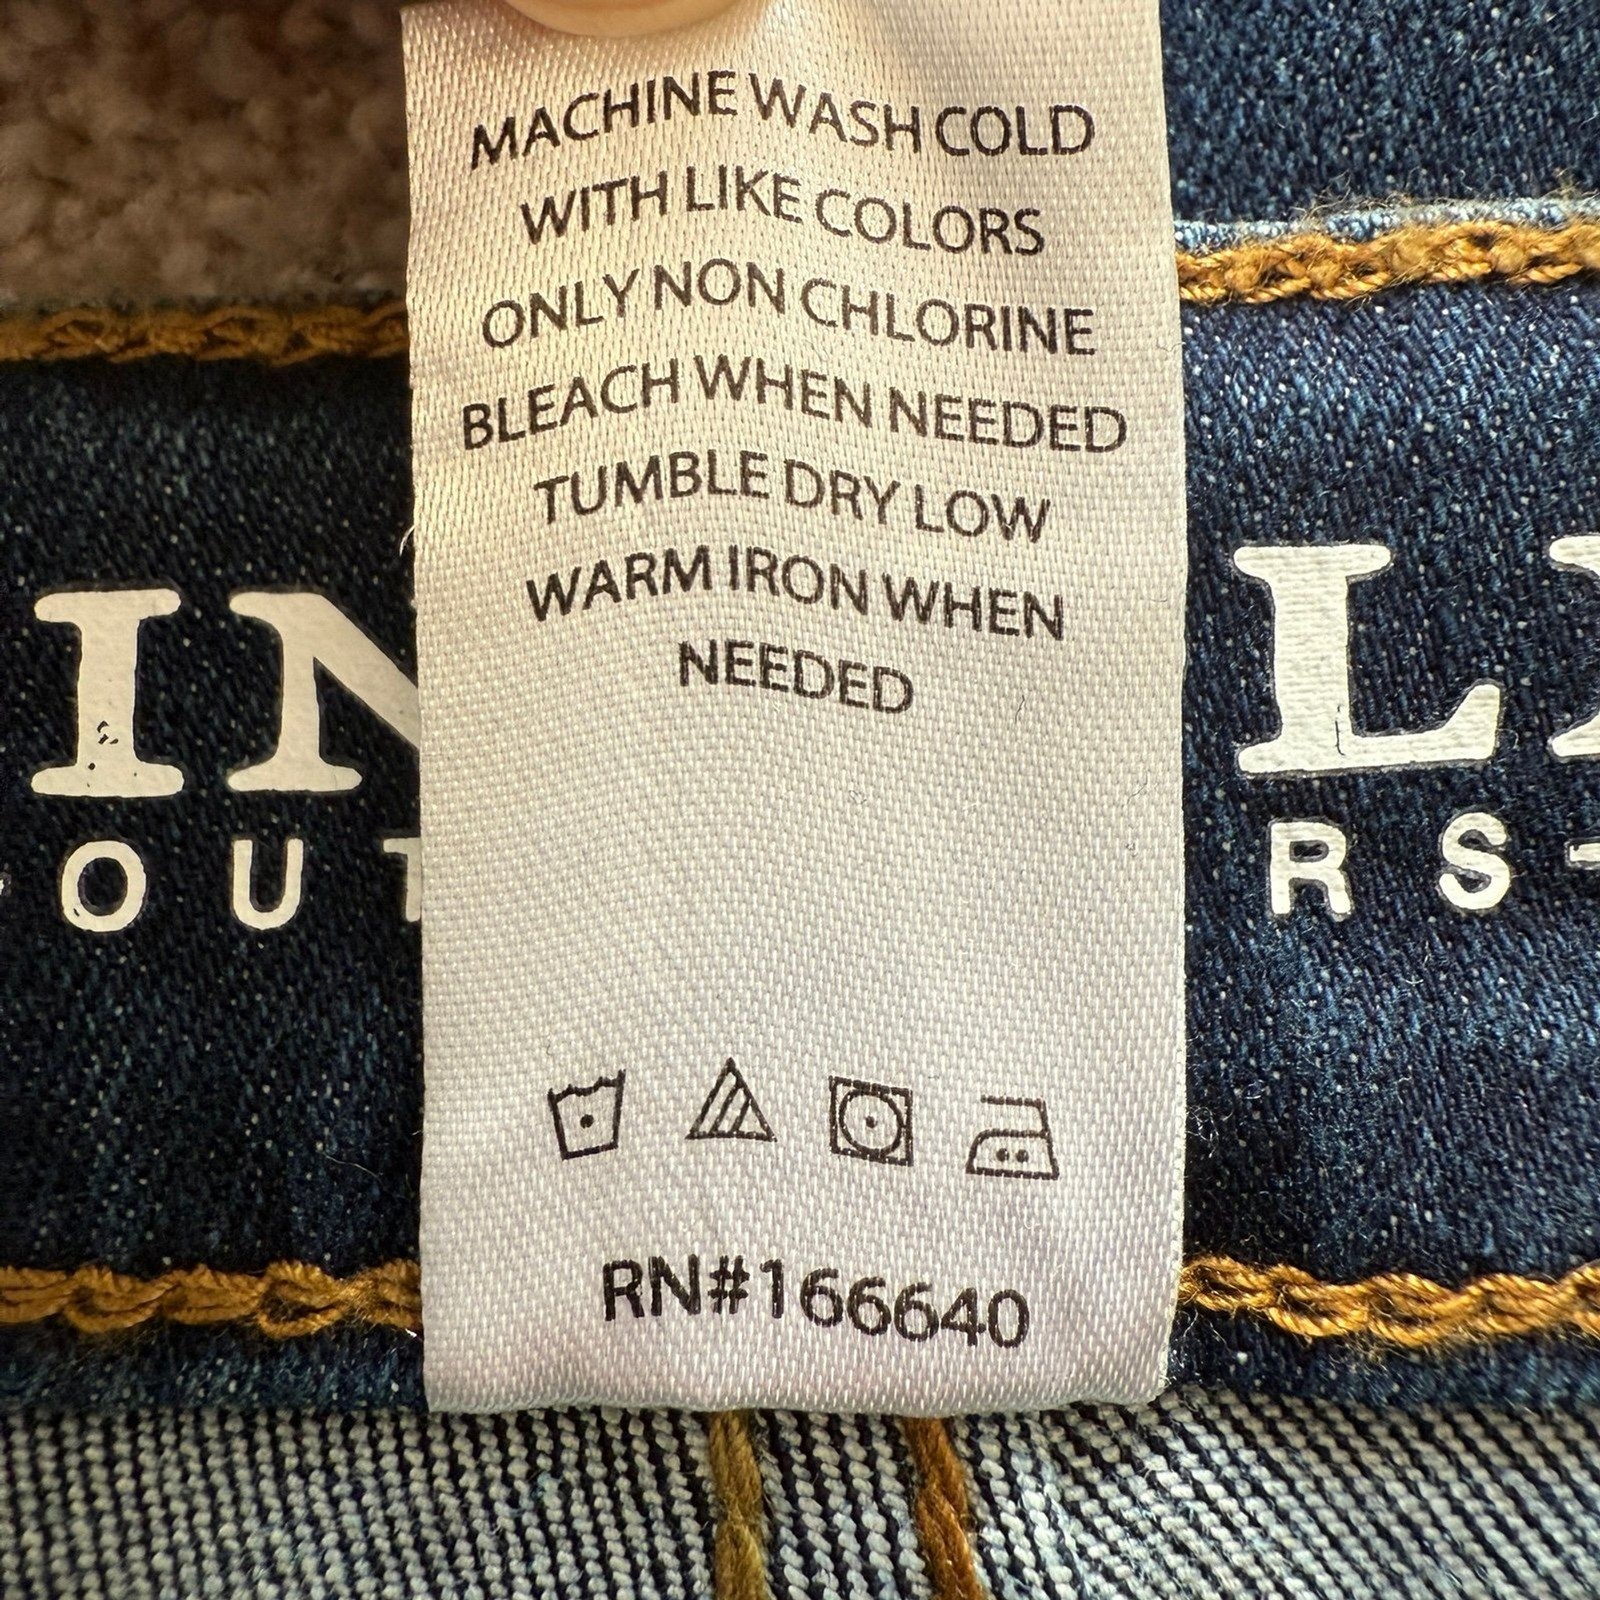 MACHINE WASH COLD
WITH LIKE COLORS
ONLY NON CHLORINE
BLEACH WHEN NEEDED
TUMBLE DRY LOW
WARM IRON WHEN
NEEDED
RN#166640